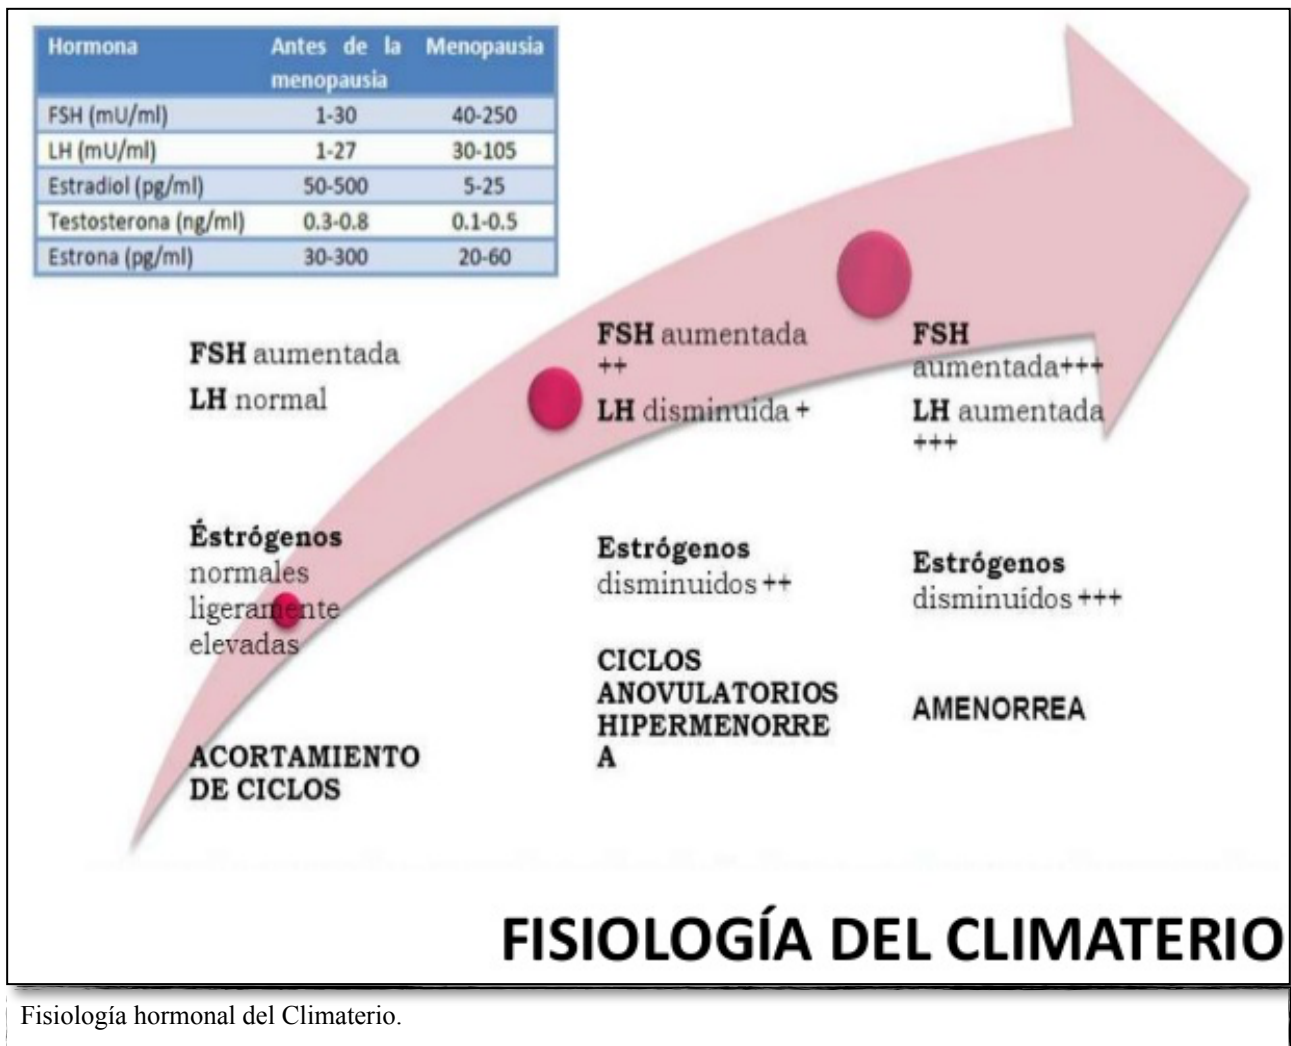 Hormona Antes de la Menopausia
menopausia
FSH (mU/ml) 1-30 40-250
LH (mU/ml) 1-27 30-105
Estradiol (pg/ml) 50-500 5-25
Testosterona (ng/ml) 0.3-0.8 0.1-0.5
Estrona (pg/ml) 30-300 20-60
FSH aumentada
LH normal
Éstrógenos
normales
ligeramente
elevadas
ACORTAMIENTO
DE CICLOS
FSH aumentada
++
LH disminuida +
Estrógenos
disminuidos ++
CICLOS
ANOVULATORIOS
HIPERMENORRE
A
FSH
aumentada+++
LH aumentada
+++
Estrógenos
disminuídos +++
AMENORREA
FISIOLOGÍA DEL CLIMATERIO
Fisiología hormonal del Climaterio.